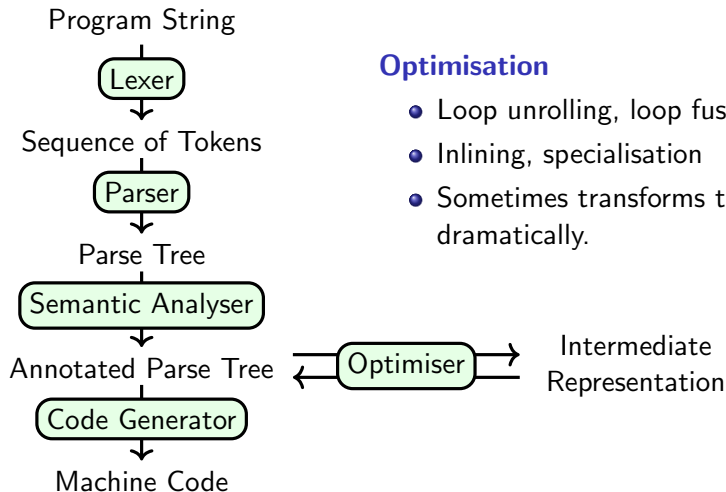 Program String
Lexer
Sequence of Tokens
Parser
Parse Tree
Semantic Analyser
Annotated Parse Tree
Code Generator
Machine Code
Optimiser
Intermediate
Representation
Optimisation
Loop unrolling, loop
Inlining, specialisation
Sometimes transforms
dramatically.